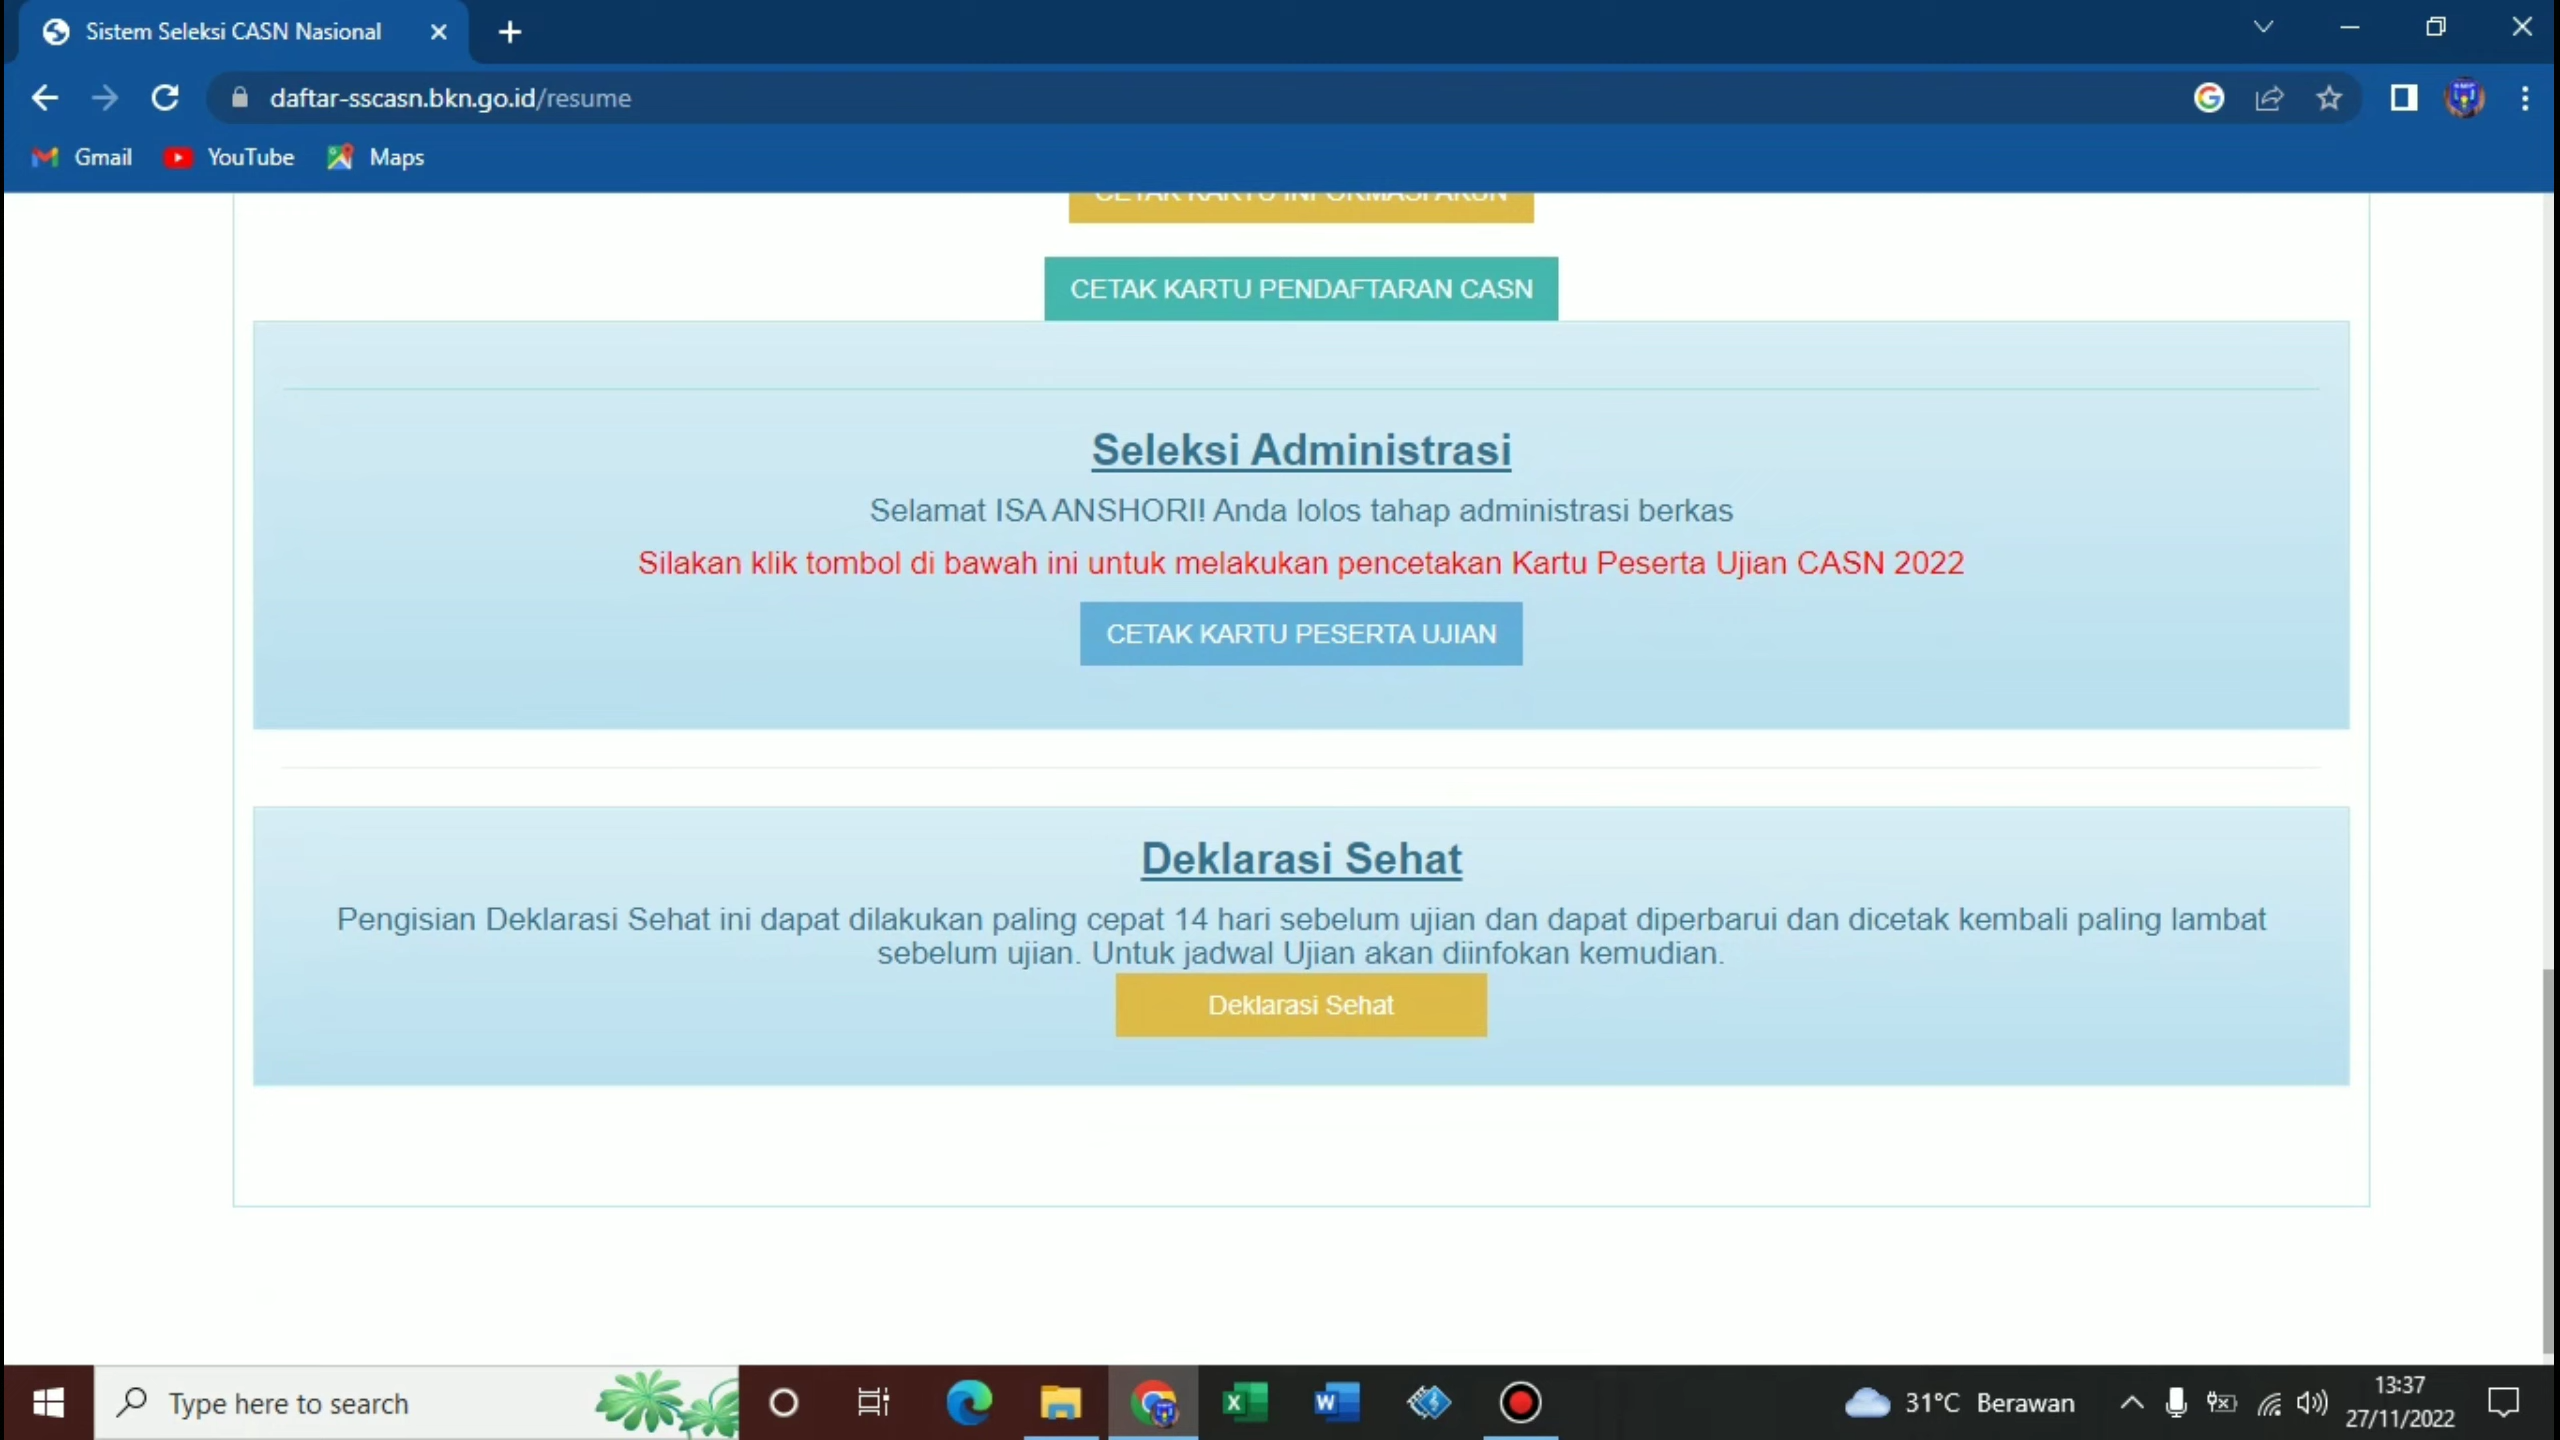 Sistem Seleksi CASN Nasional
daftar-sscasn.bkn.go.id/resume
Gmail YouTube Maps
CETAK KARTU INFORMASI AKUN
CETAK KARTU PENDAFTARAN CASN
Seleksi Administrasi
Selamat ISA ANSHORI! Anda lolos tahap administrasi berkas
Silakan klik tombol di bawah ini untuk melakukan pencetakan Kartu Peserta Ujian CASN 2022
CETAK KARTU PESERTA UJIAN
Deklarasi Sehat
Pengisian Deklarasi Sehat ini dapat dilakukan paling cepat 14 hari sebelum ujian dan dapat diperbarui dan dicetak kembali paling lambat
sebelum ujian. Untuk jadwal Ujian akan diinfokan kemudian.
Deklarasi Sehat
Type here to search
31°C Berawan
13:37
27/11/2022